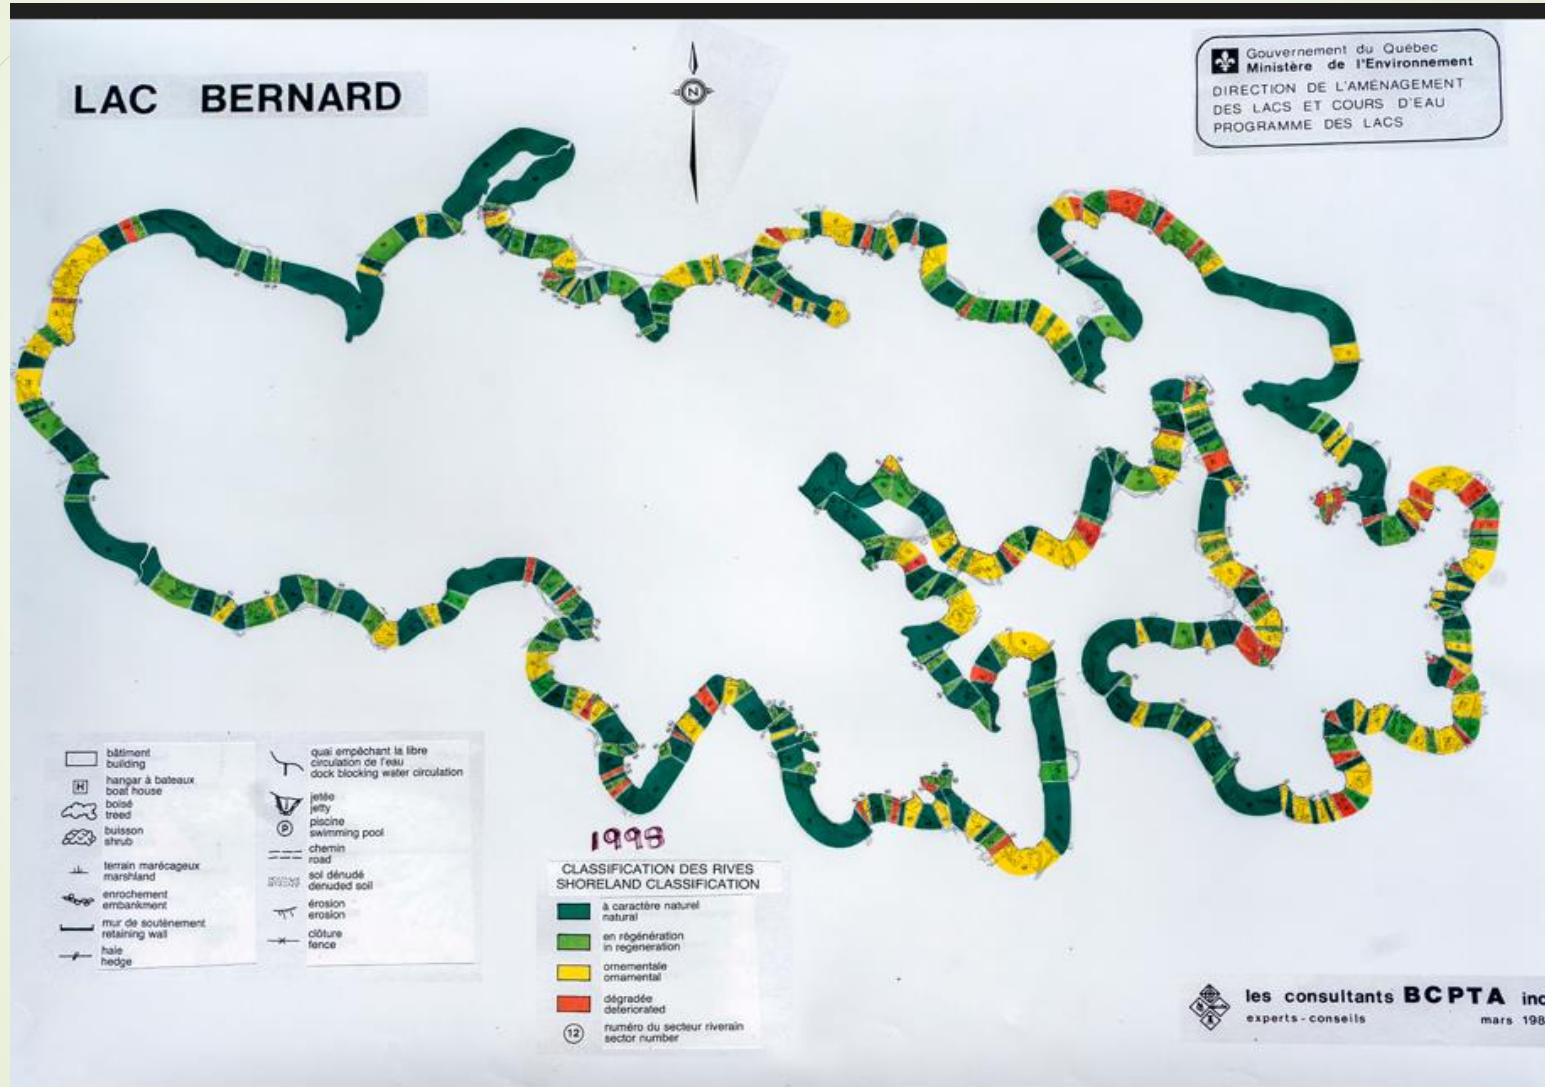 LAC BERNARD
N
Gouvernement du Québec
Ministère de l'Environnement
DIRECTION DE L'AMÉNAGEMENT
DES LACS ET COURS D'EAU
PROGRAMME DES LACS
bâtiment
building
H
hangar à bateaux
boat house
boisé
treed
buisson
shrub
terrain marécageux
marshland
enrochement
embankment
mur de soutènement
retaining wall
haie
hedge
quai empêchant la libre
circulation de l'eau
dock blocking water circulation
jetée
jetty
P
piscine
swimming pool
chemin
road
sol dénudé
denuded soil
érosion
erosion
clôture
fence
1998
CLASSIFICATION DES RIVES
SHORELAND CLASSIFICATION
à caractère naturel
natural
en régénération
in regeneration
ornementale
ornamental
dégradée
deteriorated
12
numéro du secteur riverain
sector number
les consultants BCPTA inc
experts-conseils
mars 198